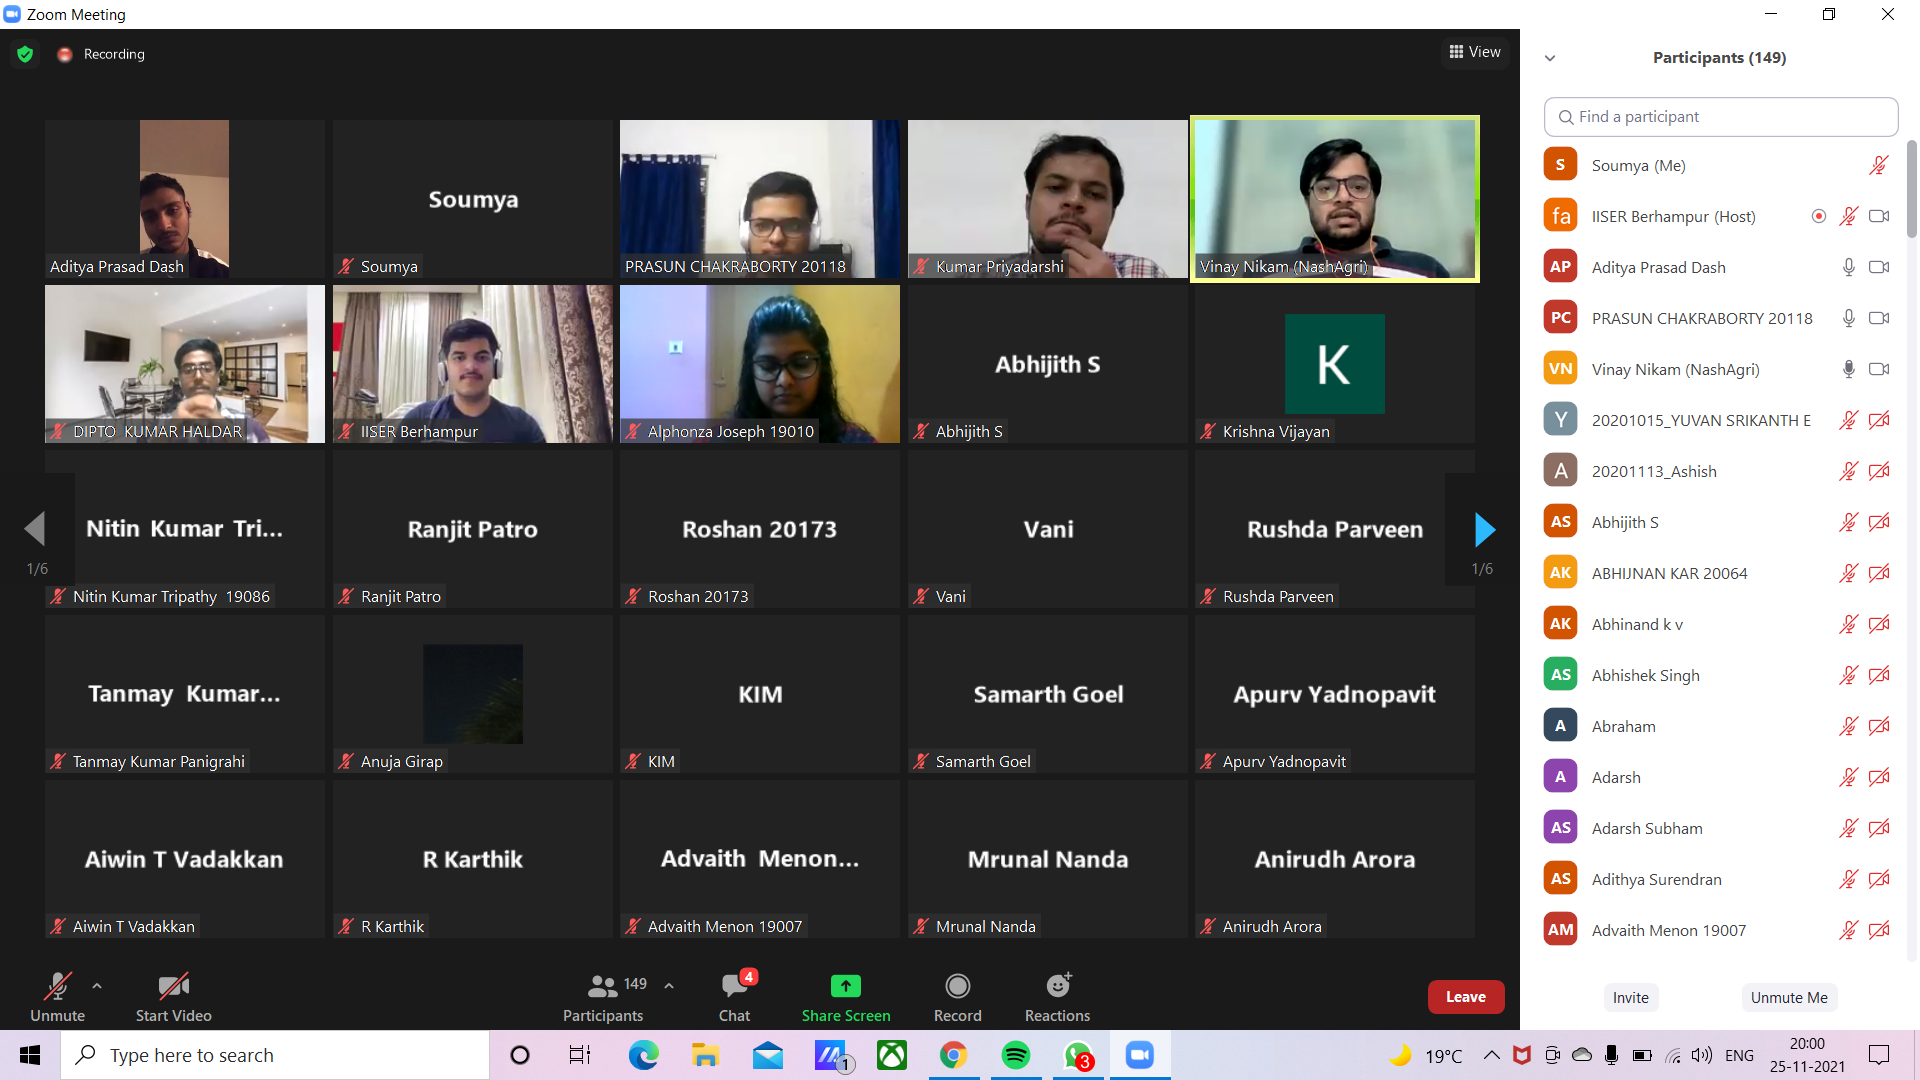 Zoom Meeting
Recording
View
Aditya Prasad Dash
Soumya
Soumya
PRASUN CHAKRABORTY 20118
Kumar Priyadarshi
Vinay Nikam (NashAgri)
DIPTO KUMAR HALDAR
IISER Berhampur
Alphonza Joseph 19010
Abhijith S
Abhijith S
K
Krishna Vijayan
1/6
Nitin Kumar Tri...
Nitin Kumar Tripathy 19086
Ranjit Patro
Ranjit Patro
Roshan 20173
Roshan 20173
Vani
Vani
Rushda Parveen
Rushda Parveen
1/6
Tanmay Kumar...
Tanmay Kumar Panigrahi
Anuja Girap
KIM
KIM
Samarth Goel
Samarth Goel
Apurv Yadnopavit
Apurv Yadnopavit
Aiwin T Vadakkan
Aiwin T Vadakkan
R Karthik
R Karthik
Advaith Menon...
Advaith Menon 19007
Mrunal Nanda
Mrunal Nanda
Anirudh Arora
Anirudh Arora
Unmute
Start Video
149
Participants
4
Chat
Share Screen
Record
Reactions
Leave
Participants (149)
Find a participant
S Soumya (Me)
fa IISER Berhampur (Host)
AP Aditya Prasad Dash
PC PRASUN CHAKRABORTY 20118
VN Vinay Nikam (NashAgri)
Y 20201015_YUVAN SRIKANTH E
A 20201113_Ashish
AS Abhijith S
AK ABHIJNAN KAR 20064
AK Abhinand k v
AS Abhishek Singh
A Abraham
A Adarsh
AS Adarsh Subham
AS Adithya Surendran
AM Advaith Menon 19007
Invite
Unmute Me
Type here to search
1
3
19°C
ENG
20:00
25-11-2021